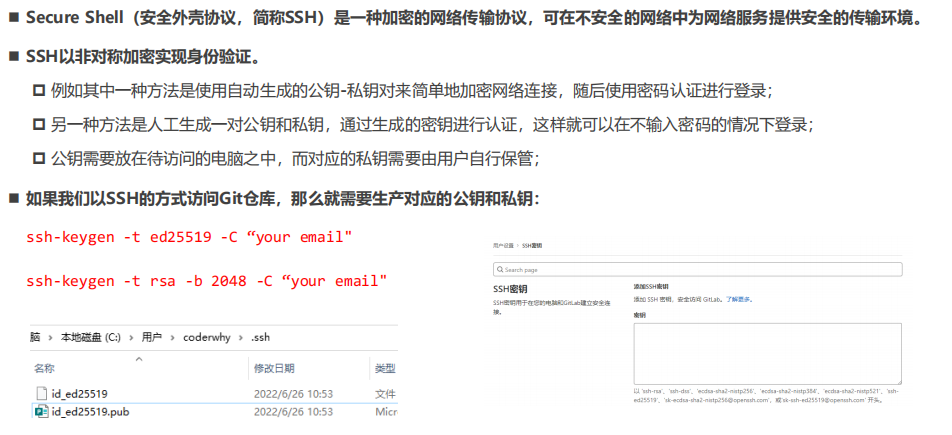 Secure Shell（安全外壳协议，简称SSH）是一种加密的网络传输协议，可在不安全的网络中为网络服务提供安全的传输环境。
SSH以非对称加密实现身份验证。
例如其中一种方法是使用自动生成的公钥-私钥对来简单地加密网络连接，随后使用密码认证进行登录；
另一种方法是人工生成一对公钥和私钥，通过生成的密钥进行认证，这样就可以在不输入密码的情况下登录；
公钥需要放在待访问的电脑之中，而对应的私钥需要由用户自行保管；
如果我们以SSH的方式访问Git仓库，那么就需要生产对应的公钥和私钥：
ssh-keygen -t ed25519 -C “your email"
ssh-keygen -t rsa -b 2048 -C “your email"
脑 > 本地磁盘 (C:) > 用户 > coderwhy > .ssh
名称 修改日期 类型
id_ed25519 2022/6/26 10:53 文件
id_ed25519.pub 2022/6/26 10:53 Micr
用户设置 > SSH密钥
Search page
SSH密钥
SSH密钥用于在您的电脑和GitLab建立安全连
接。
添加SSH密钥
添加 SSH 密钥，安全访问 GitLab。了解更多。
密钥
以 'ssh-rsa'、'ssh-dss'、'ecdsa-sha2-nistp256'、'ecdsa-sha2-nistp384'、'ecdsa-sha2-nistp521'、'ssh-
ed25519'、'sk-ecdsa-sha2-nistp256@openssh.com'，或'sk-ssh-ed25519@openssh.com' 开头。